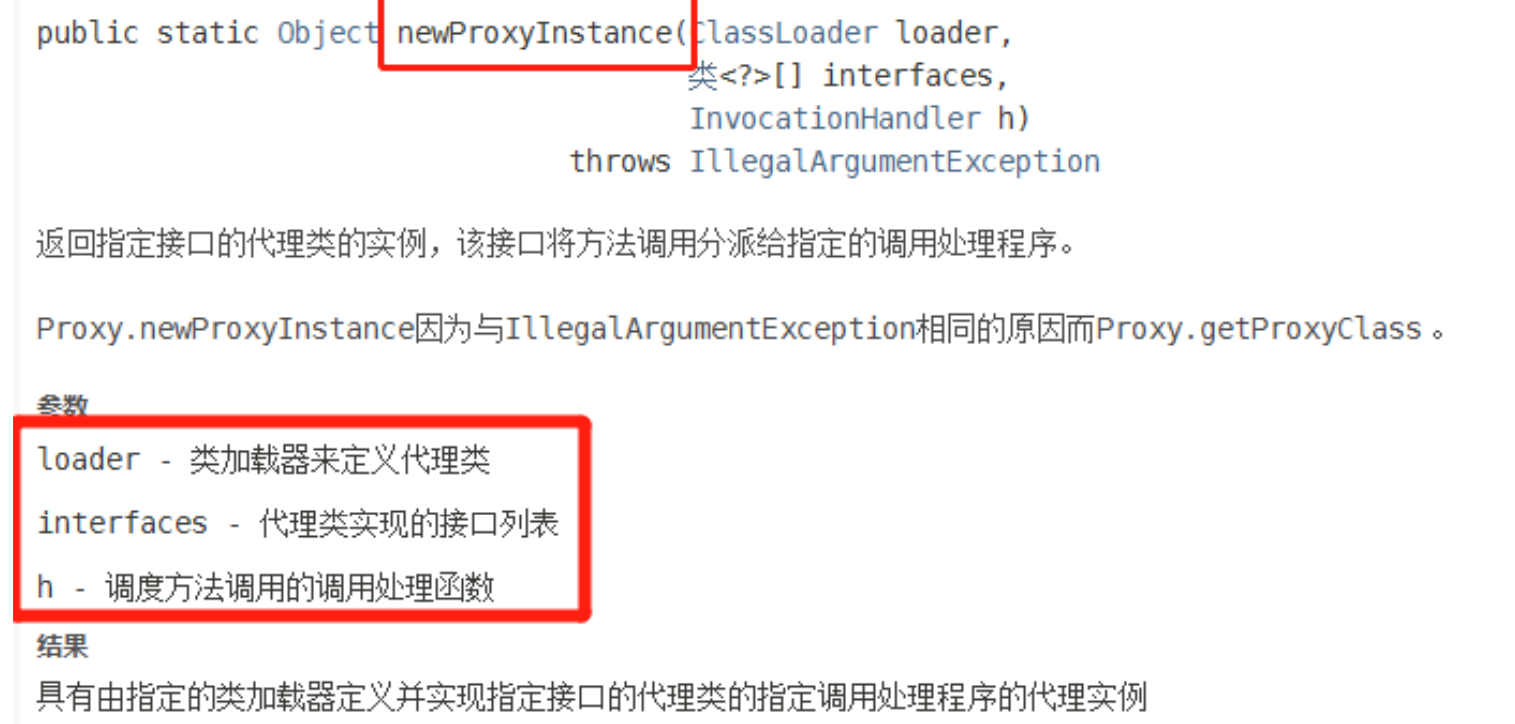 public static Object newProxyInstance(ClassLoader loader,
类<?>[] interfaces,
InvocationHandler h)
throws IllegalArgumentException
返回指定接口的代理类的实例，该接口将方法调用分派给指定的调用处理程序。
Proxy.newProxyInstance因为与IllegalArgumentException相同的原因而Proxy.getProxyClass 。
参数
loader - 类加载器来定义代理类
interfaces - 代理类实现的接口列表
h - 调度方法调用的调用处理函数
结果
具有由指定的类加载器定义并实现指定接口的代理类的指定调用处理程序的代理实例